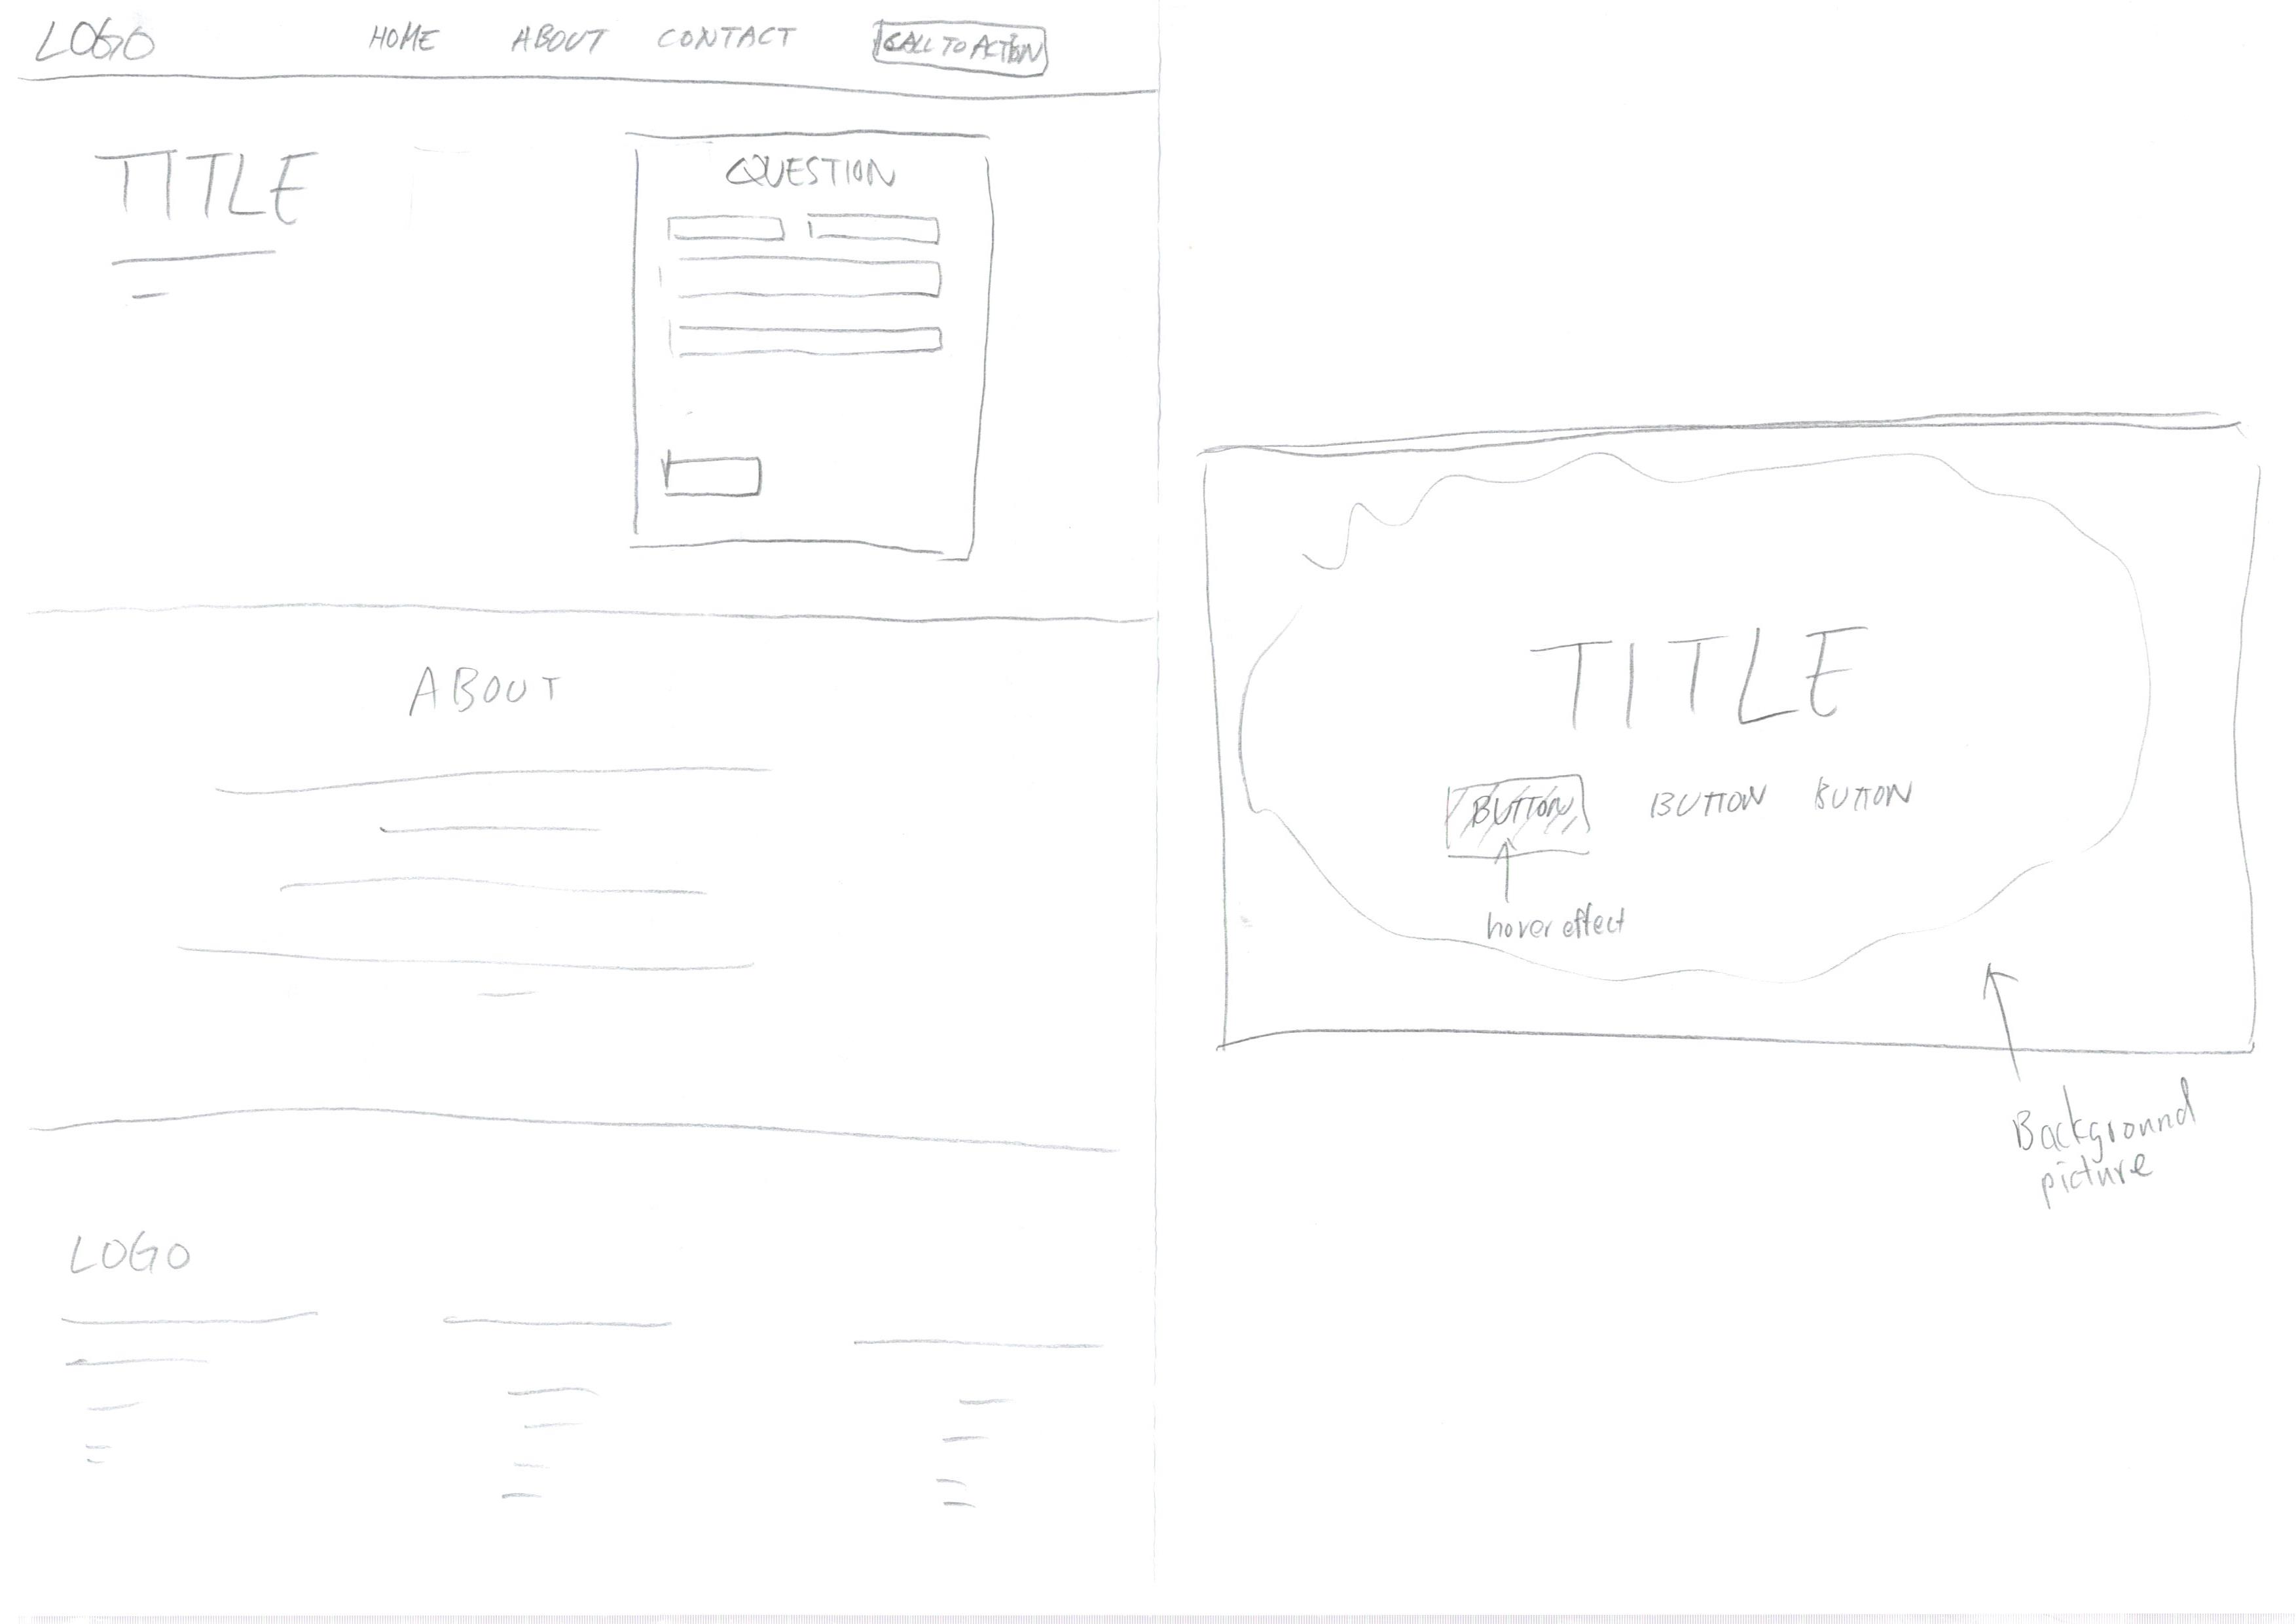 LOGO HOME ABOUT CONTACT CALL TO ACTION
TITLE
QUESTION
ABOUT
LOGO
TITLE
BUTTON BUTTON BUTTON
hover effect
Background
picture